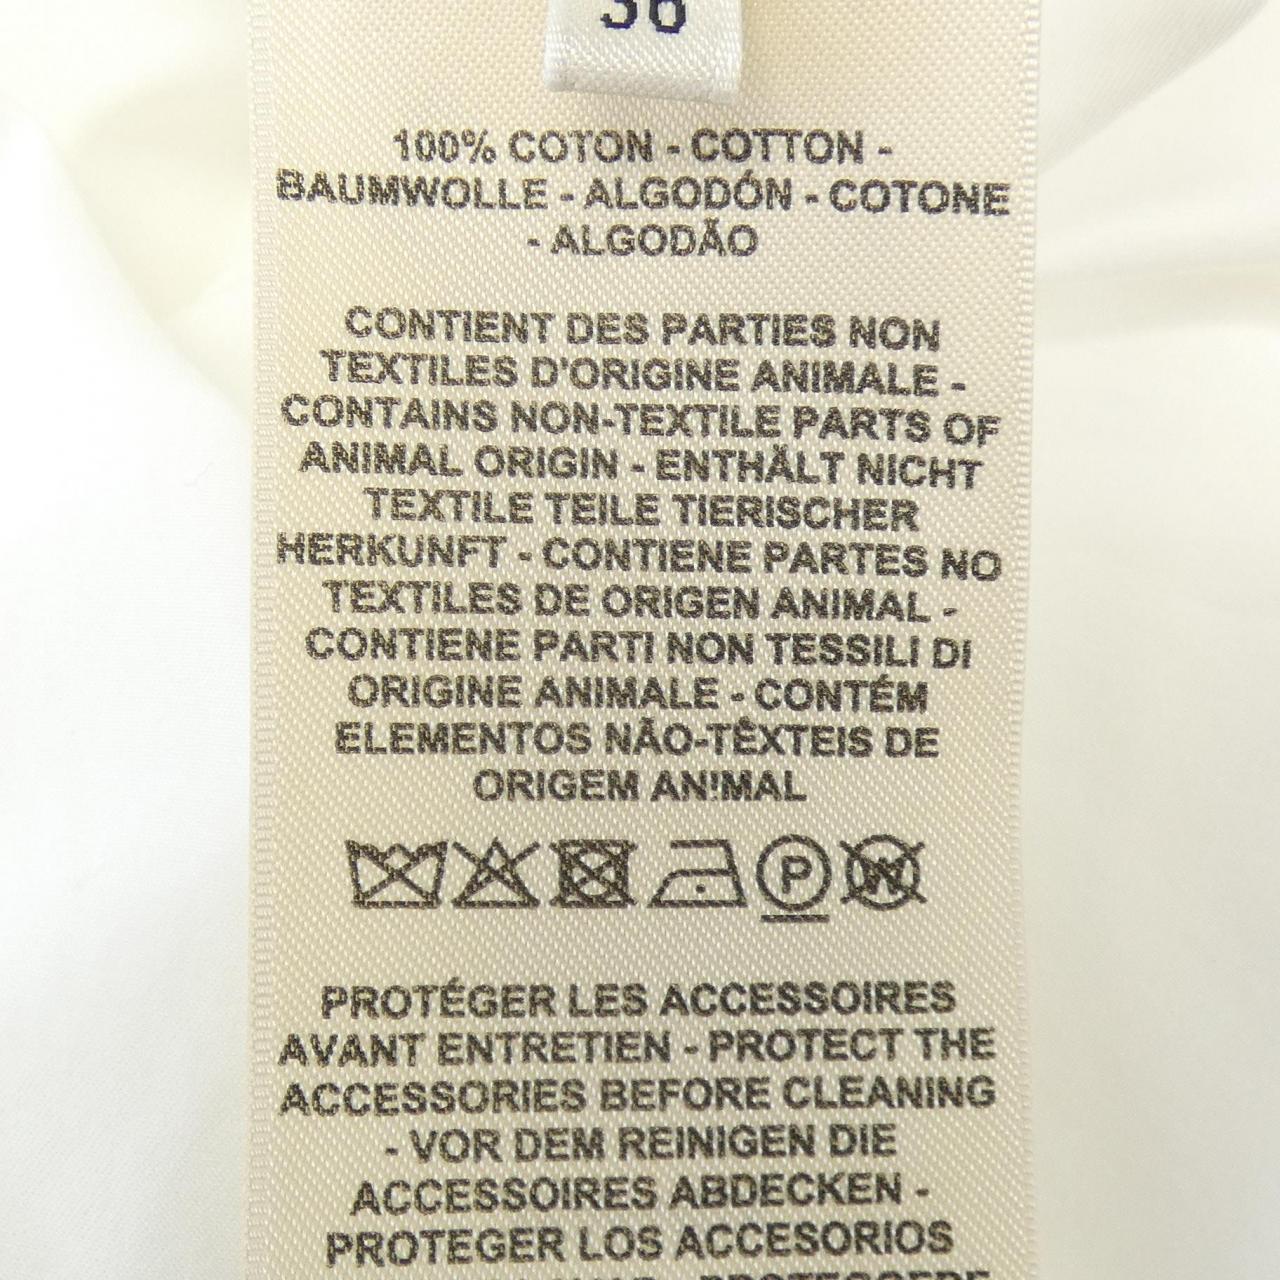 36
100% COTON - COTTON -
BAUMWOLLE - ALGODÓN - COTONE
- ALGODÃO
CONTIENT DES PARTIES NON
TEXTILES D'ORIGINE ANIMALE -
CONTAINS NON-TEXTILE PARTS OF
ANIMAL ORIGIN - ENTHÄLT NICHT
TEXTILE TEILE TIERISCHER
HERKUNFT - CONTIENE PARTES NO
TEXTILES DE ORIGEN ANIMAL -
CONTIENE PARTI NON TESSILI DI
ORIGINE ANIMALE - CONTÉM
ELEMENTOS NÃO-TÊXTEIS DE
ORIGEM ANIMAL
P W
PROTÉGER LES ACCESSOIRES
AVANT ENTRETIEN - PROTECT THE
ACCESSORIES BEFORE CLEANING
- VOR DEM REINIGEN DIE
ACCESSOIRES ABDECKEN -
PROTEGER LOS ACCESORIOS